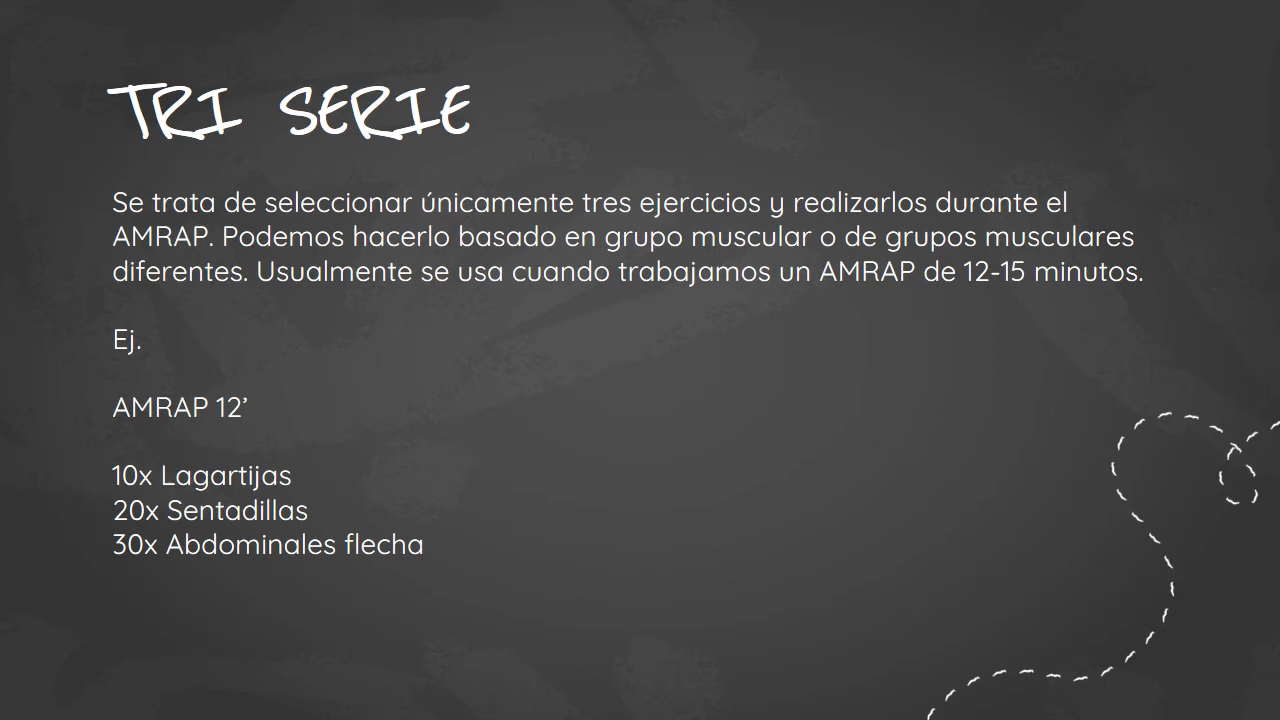 TRI SERIE
Se trata de seleccionar únicamente tres ejercicios y realizarlos durante el
AMRAP. Podemos hacerlo basado en grupo muscular o de grupos musculares
diferentes. Usualmente se usa cuando trabajamos un AMRAP de 12-15 minutos.
Ej.
AMRAP 12’
10x Lagartijas
20x Sentadillas
30x Abdominales flecha